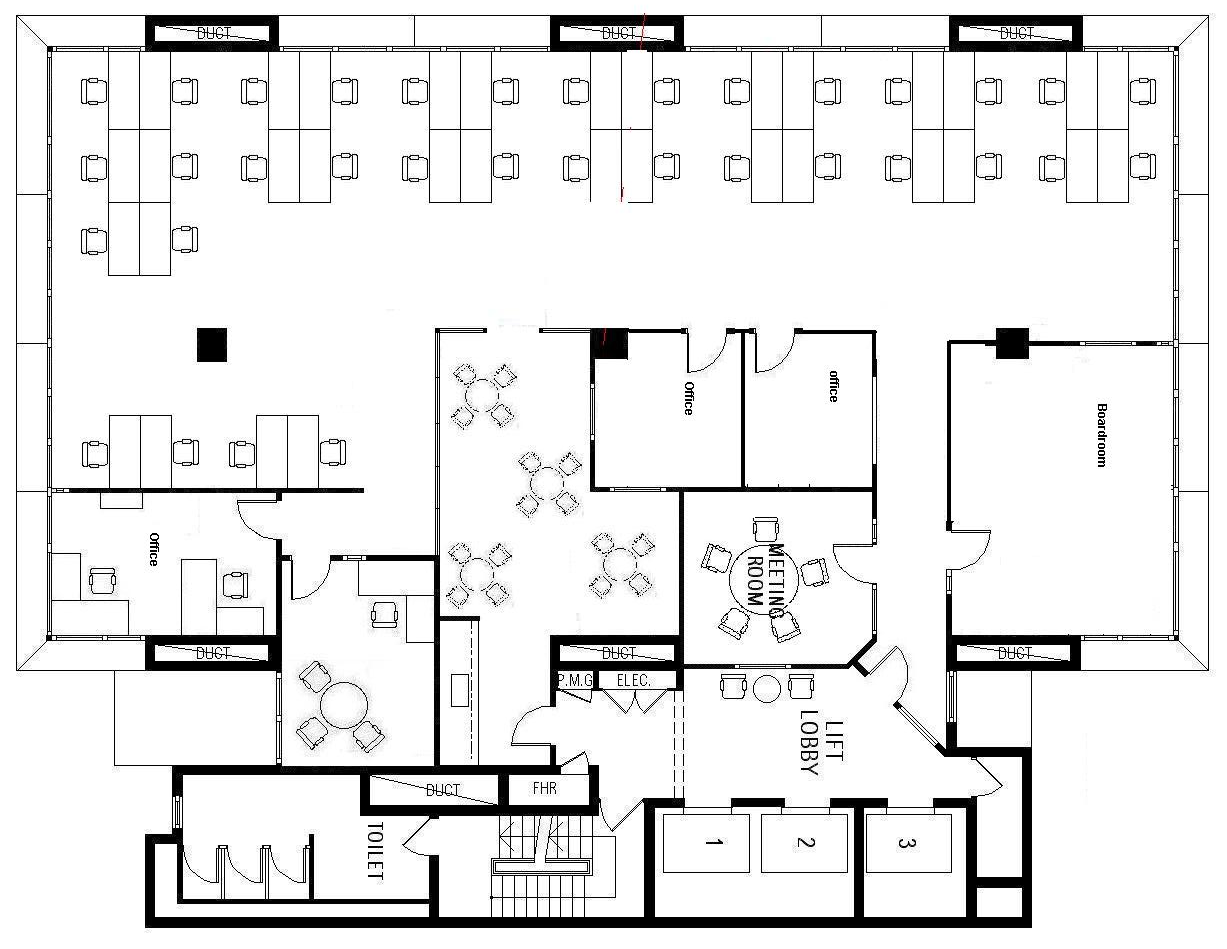 DUCT
DUCT
DUCT
Office
office
Boardroom
Office
MEETING
ROOM
DUCT
DUCT
DUCT
P.M.G
ELEC.
LIFT
LOBBY
DUCT
FHR
TOILET
1
2
3